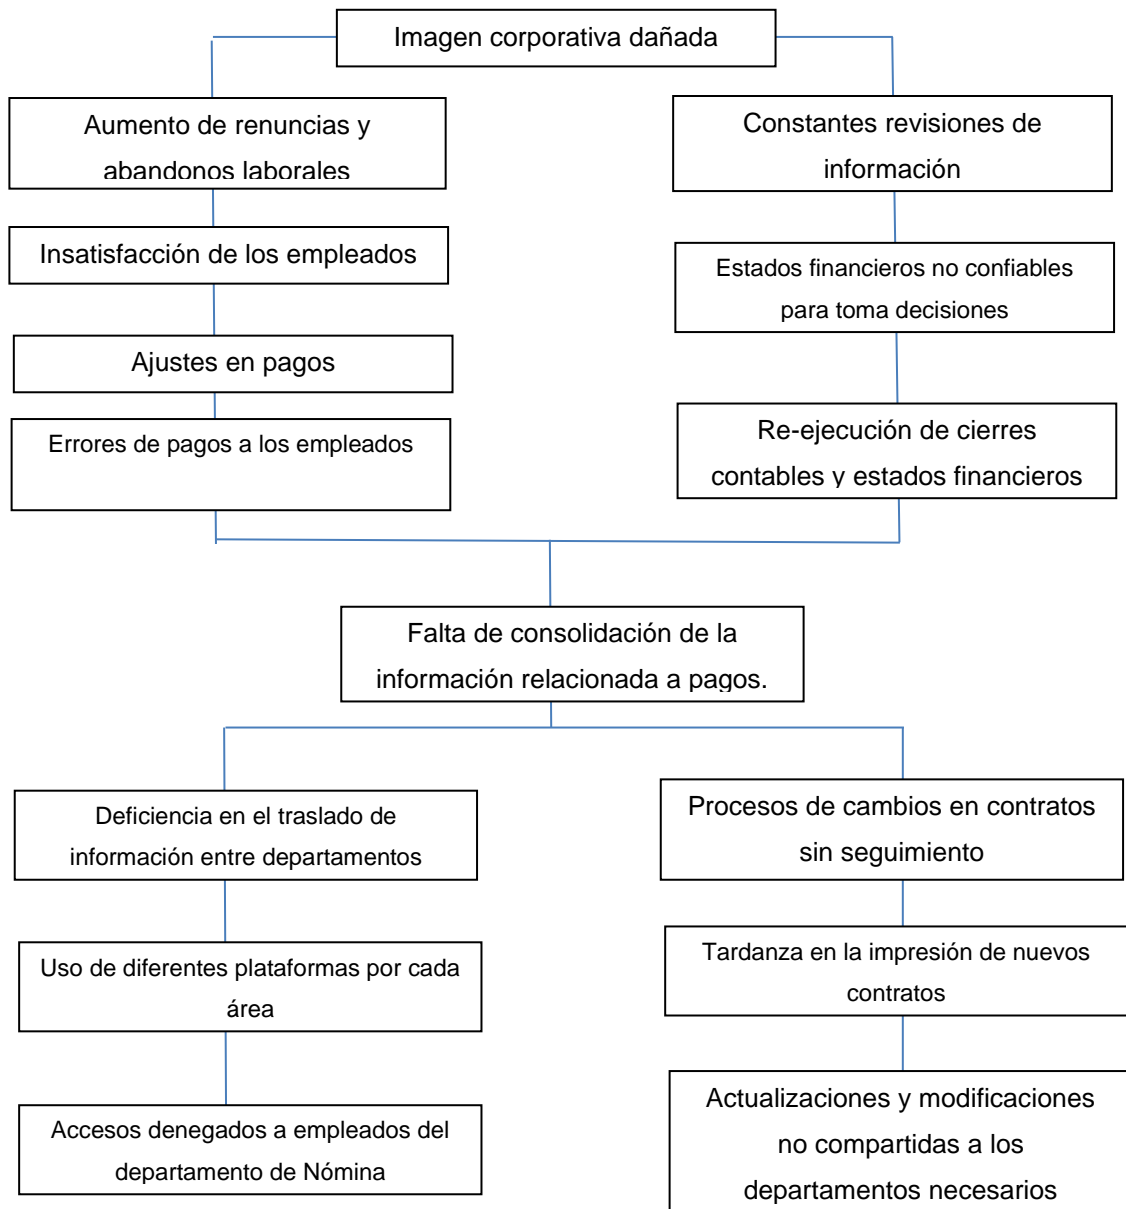 Imagen corporativa dañada
Aumento de renuncias y
abandonos laborales
Constantes revisiones de
información
Insatisfacción de los empleados
Estados financieros no confiables
para toma decisiones
Ajustes en pagos
Errores de pagos a los empleados
Re-ejecución de cierres
contables y estados financieros
Falta de consolidación de la
información relacionada a pagos.
Deficiencia en el traslado de
información entre departamentos
Procesos de cambios en contratos
sin seguimiento
Uso de diferentes plataformas por cada
área
Tardanza en la impresión de nuevos
contratos
Accesos denegados a empleados del
departamento de Nómina
Actualizaciones y modificaciones
no compartidas a los
departamentos necesarios